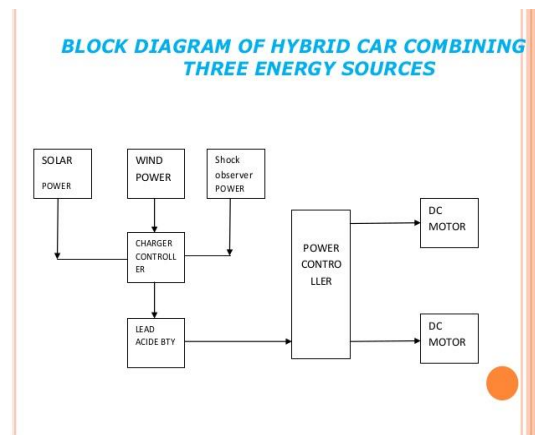 BLOCK DIAGRAM OF HYBRID CAR COMBINING
THREE ENERGY SOURCES
SOLAR
POWER
WIND
POWER
Shock
observer
POWER
CHARGER
CONTROLL
ER
LEAD
ACIDE BTY
POWER
CONTRO
LLER
DC
MOTOR
DC
MOTOR